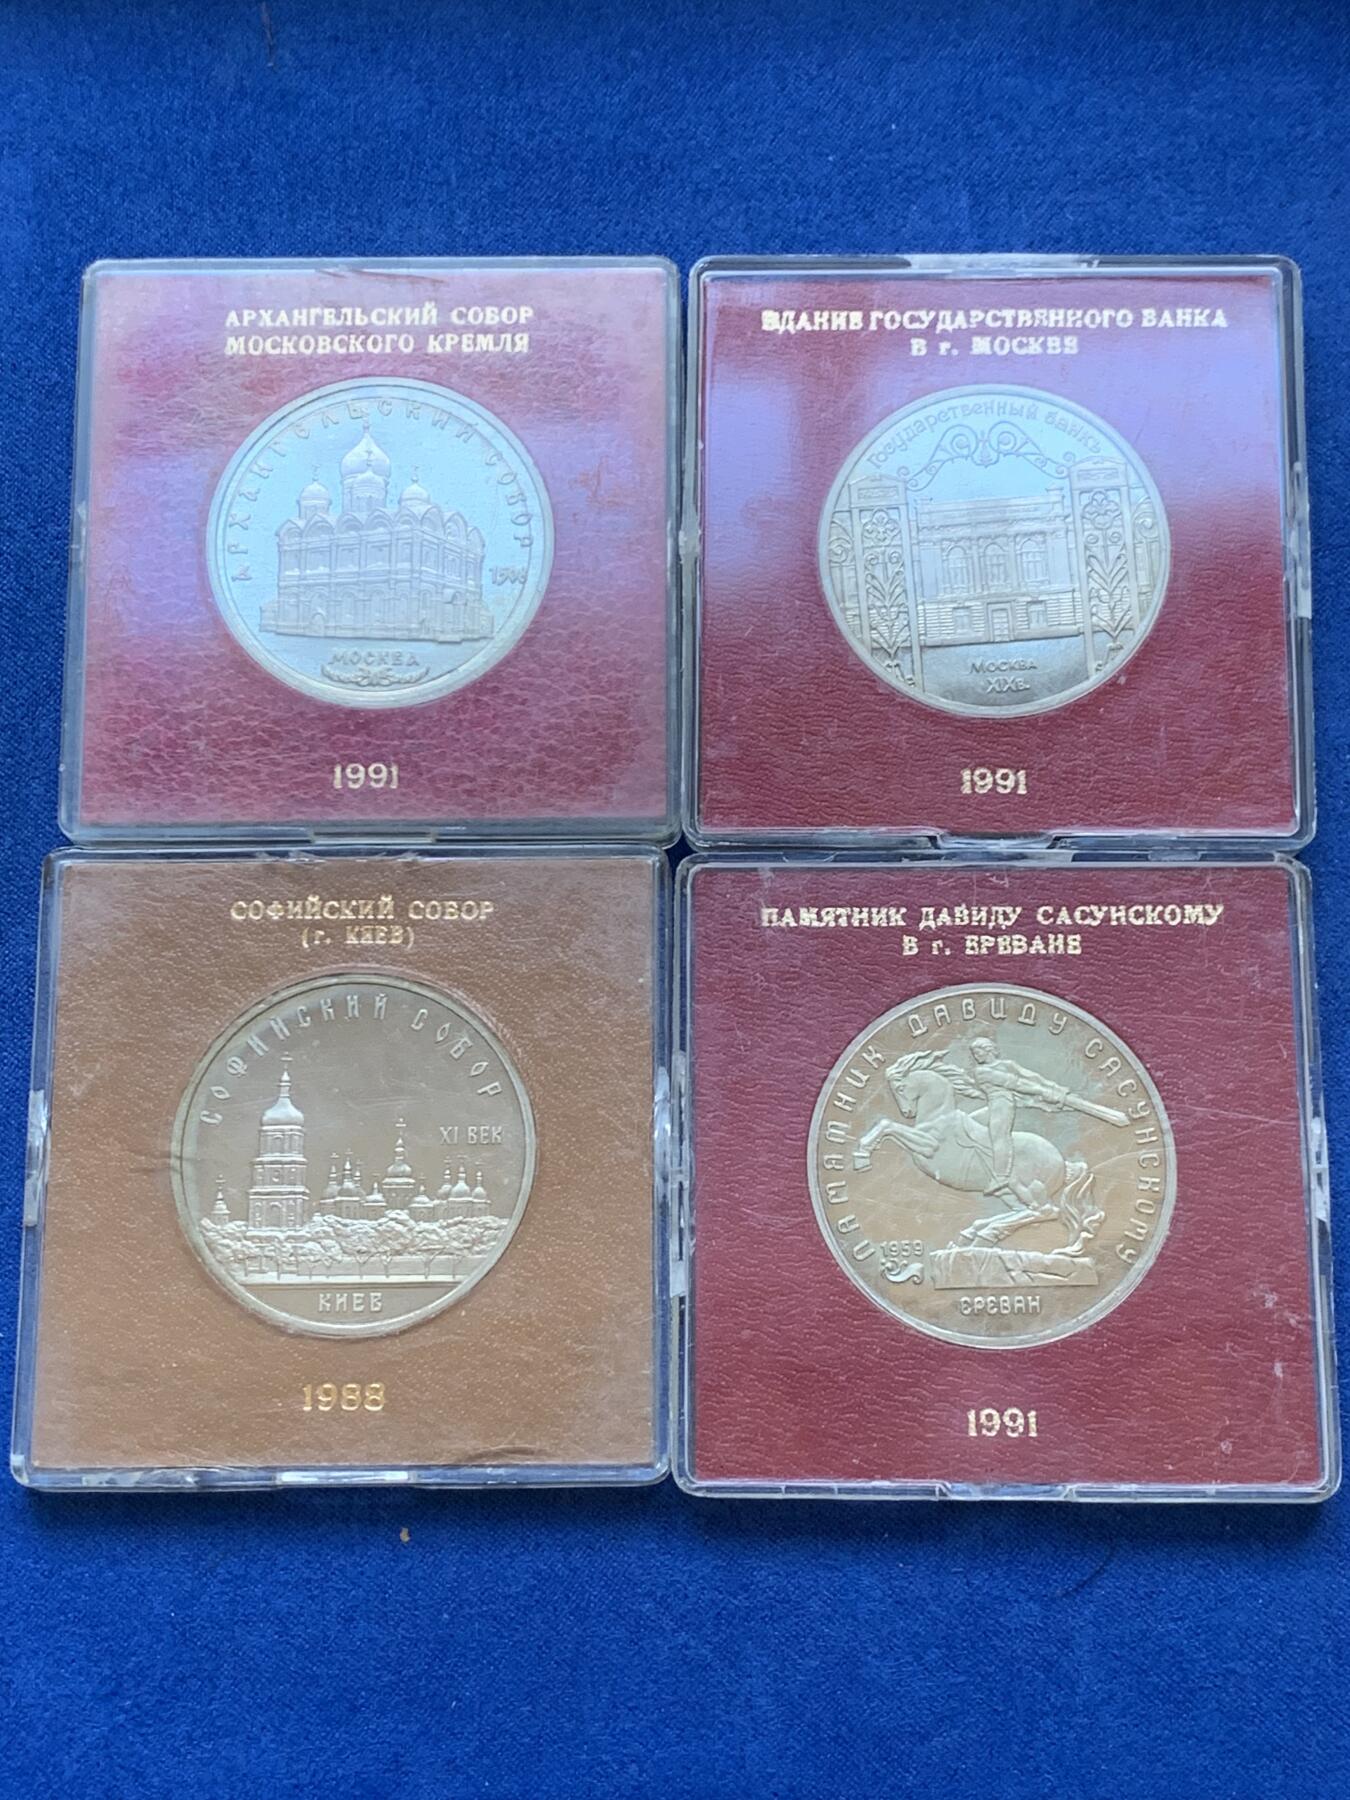 АРХАНГЕЛЬСКИЙ СОБОР
МОСКОВСКОГО КРЕМЛЯ
АРХАНГЕЛЬСКИЙ СОБОР
1508
МОСКВА
1991
ЗДАНИЕ ГОСУДАРСТВЕННОГО БАНКА
В г. МОСКВЕ
Государственный банкъ
МОСКВА
XIXв.
1991
СОФИЙСКИЙ СОБОР
(г. КИЕВ)
СОФИЙСКИЙ СОБОР
XI ВЕК
КИЕВ
1988
ПАМЯТНИК ДАВИДУ САСУНСКОМУ
В г. ЕРЕВАНЕ
ПАМЯТНИК ДАВИДУ САСУНСКОМУ
1959
ЕРЕВАН
1991